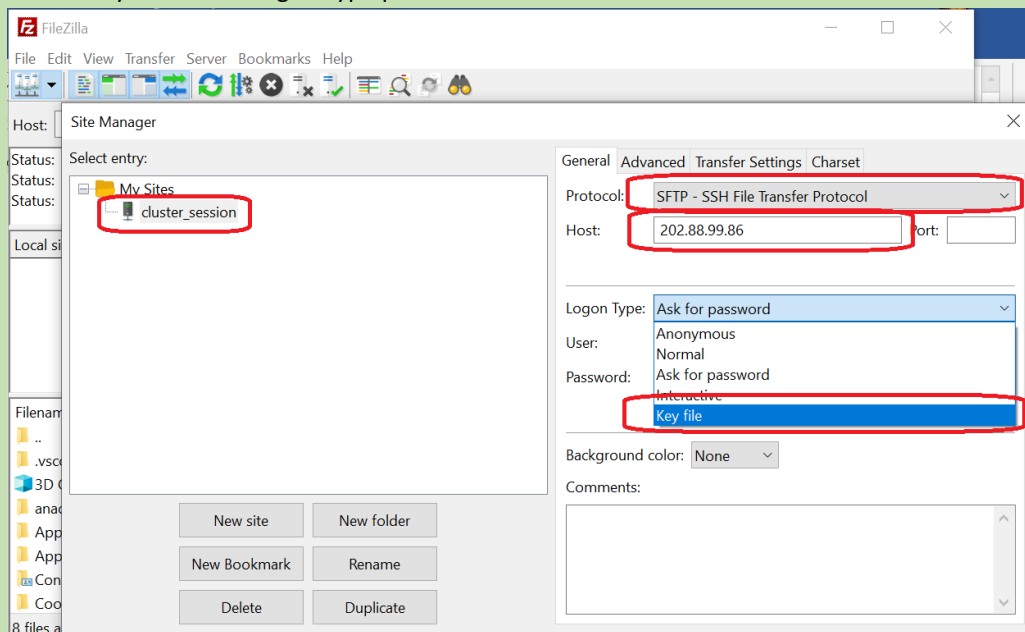 FileZilla
File Edit View Transfer Server Bookmarks Help
Host:
Site Manager
Status:
Status:
Status:
Select entry:
My Sites
cluster_session
General Advanced Transfer Settings Charset
Protocol: SFTP - SSH File Transfer Protocol
Host: 202.88.99.86 Port:
Local si
Logon Type: Ask for password
Anonymous
User:
Normal
Password: Ask for password
Interactive
Key file
Filenam
..
.vsco
3D
anac
App
App
Con
Coo
8 files a
Background color: None
Comments:
New site New folder
New Bookmark Rename
Delete Duplicate